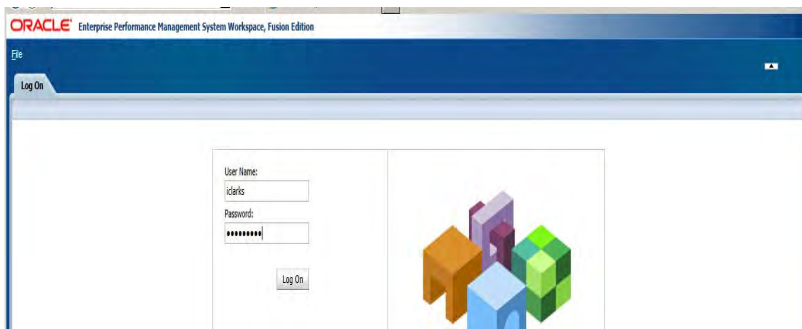 ORACLE® Enterprise Performance Management System Workspace, Fusion Edition
File
Log On
User Name:
iclarks
Password:
•••••••••
Log On